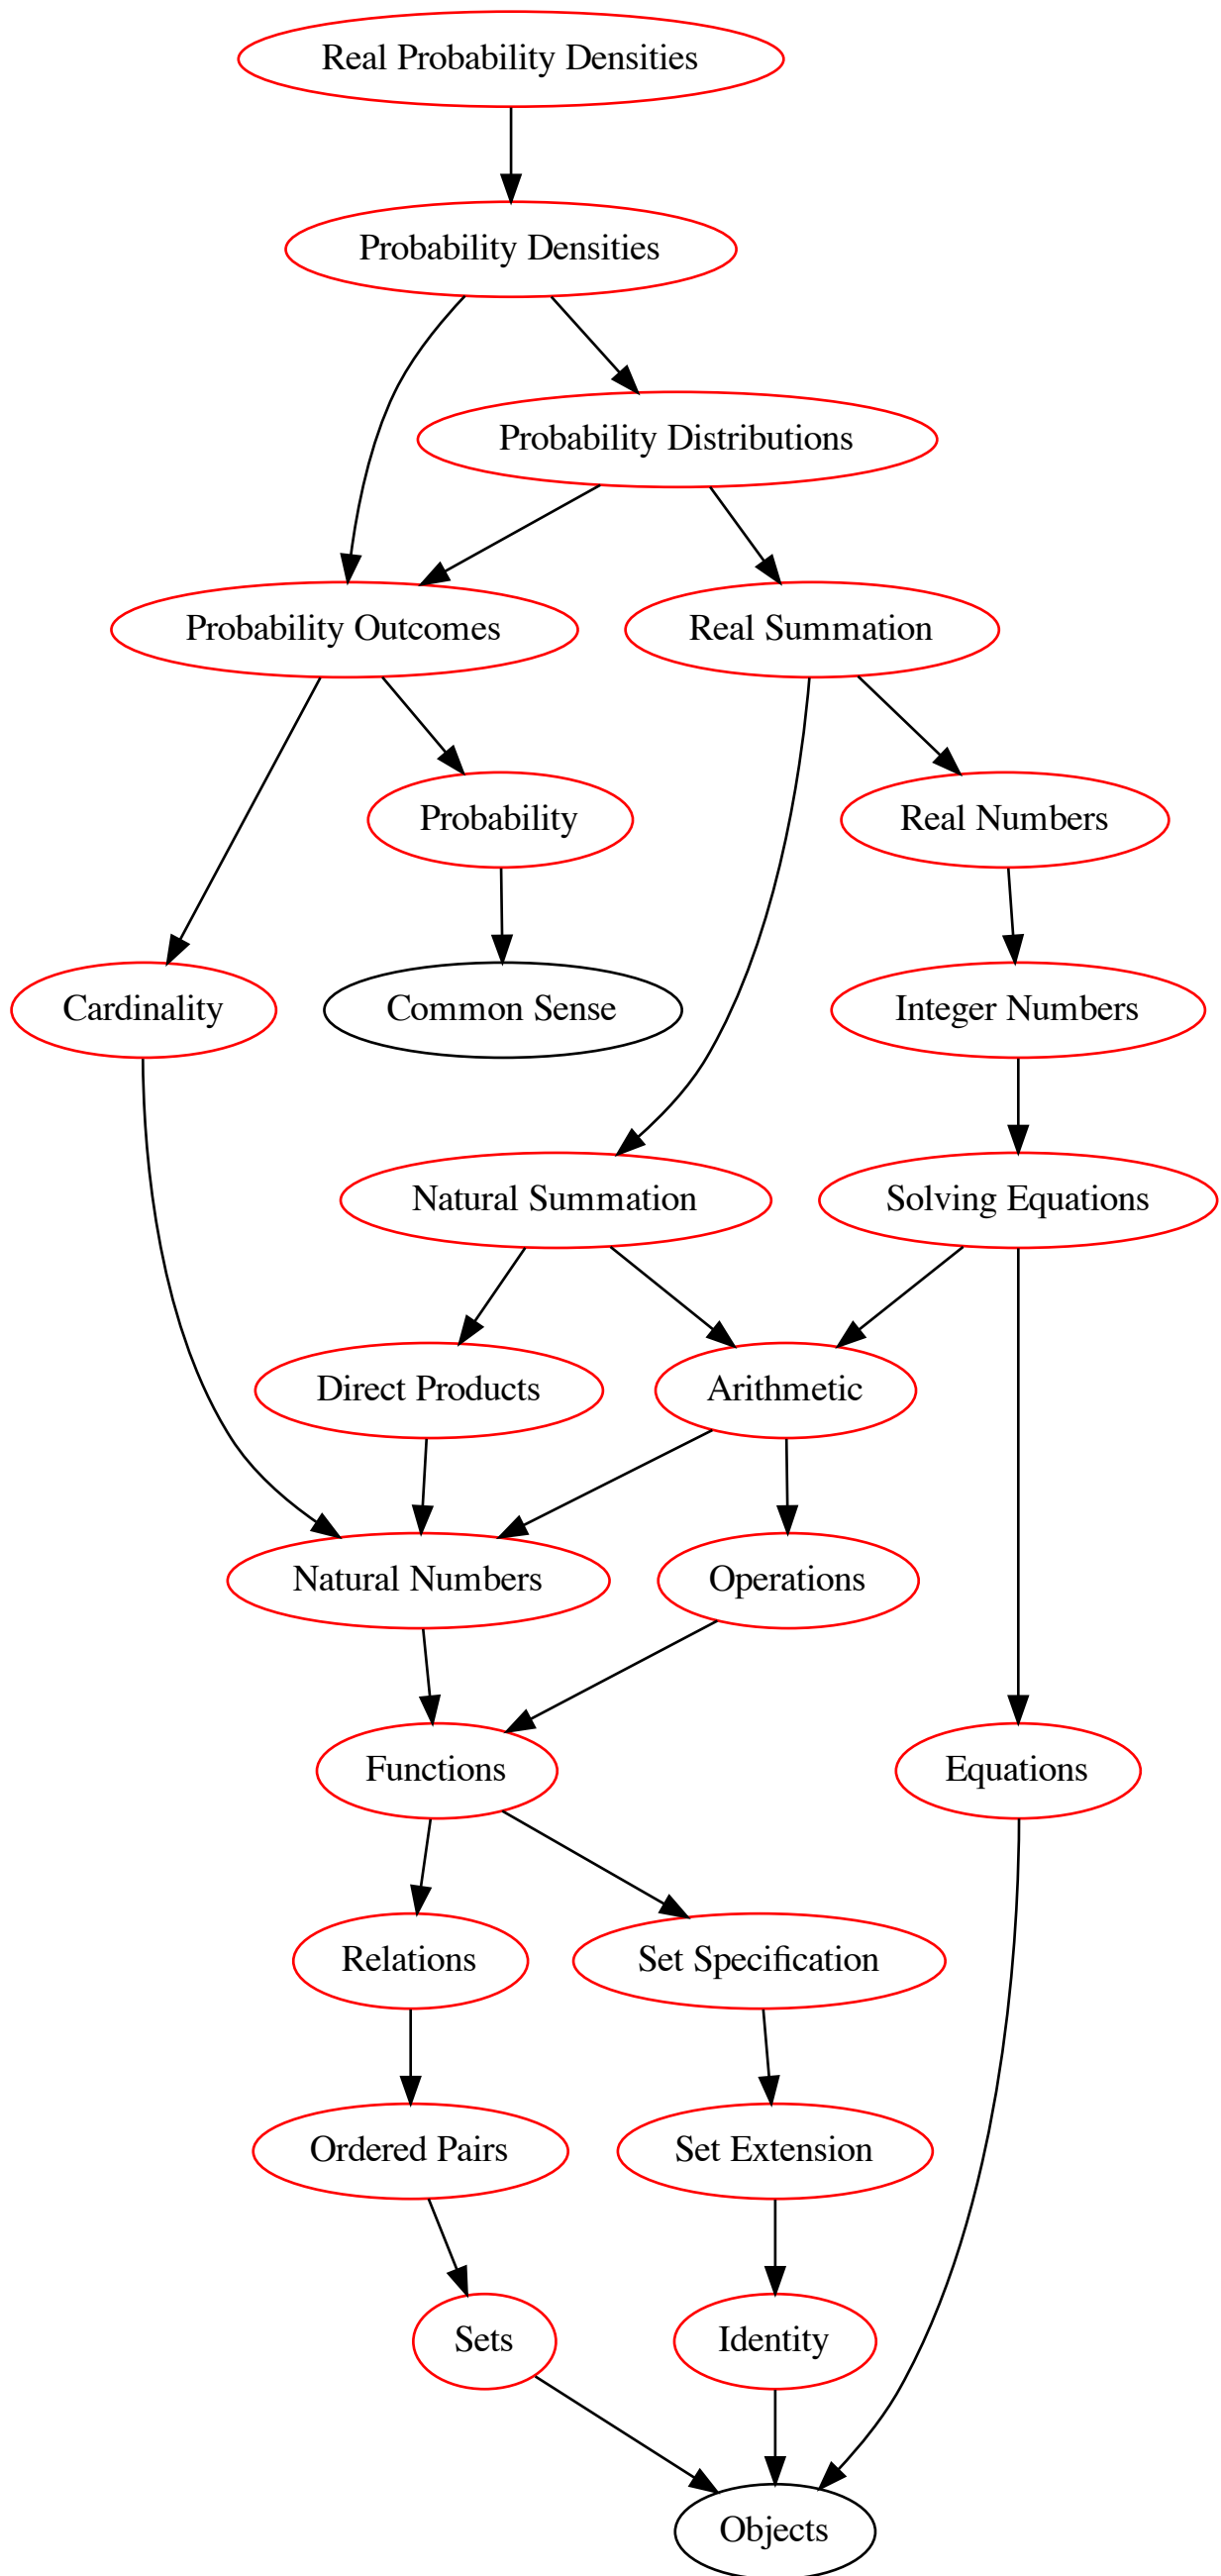 Real Probability Densities
Probability Densities
Probability Distributions
Probability Outcomes
Real Summation
Probability
Real Numbers
Cardinality
Common Sense
Integer Numbers
Natural Summation
Solving Equations
Direct Products
Arithmetic
Natural Numbers
Operations
Functions
Equations
Relations
Set Specification
Ordered Pairs
Set Extension
Sets
Identity
Objects